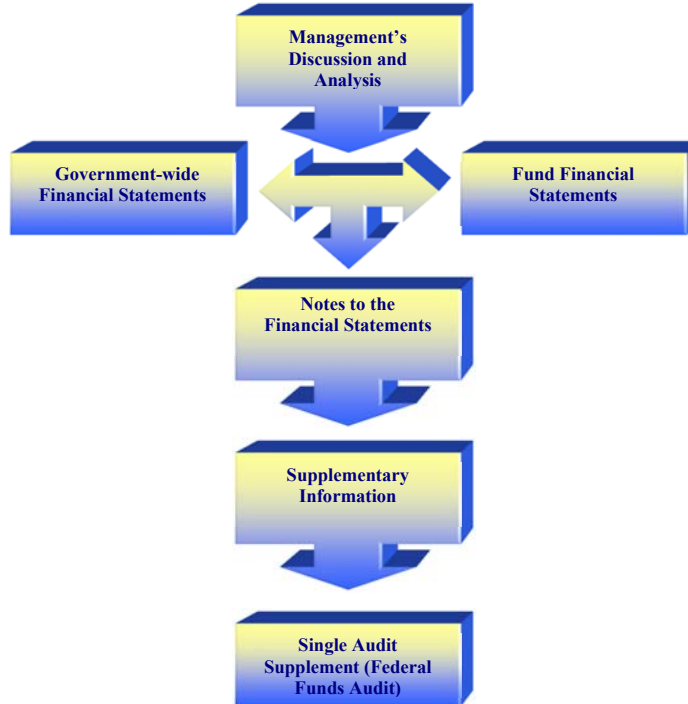 Management’s
Discussion and
Analysis
Government-wide
Financial Statements
Fund Financial
Statements
Notes to the
Financial Statements
Supplementary
Information
Single Audit
Supplement (Federal
Funds Audit)